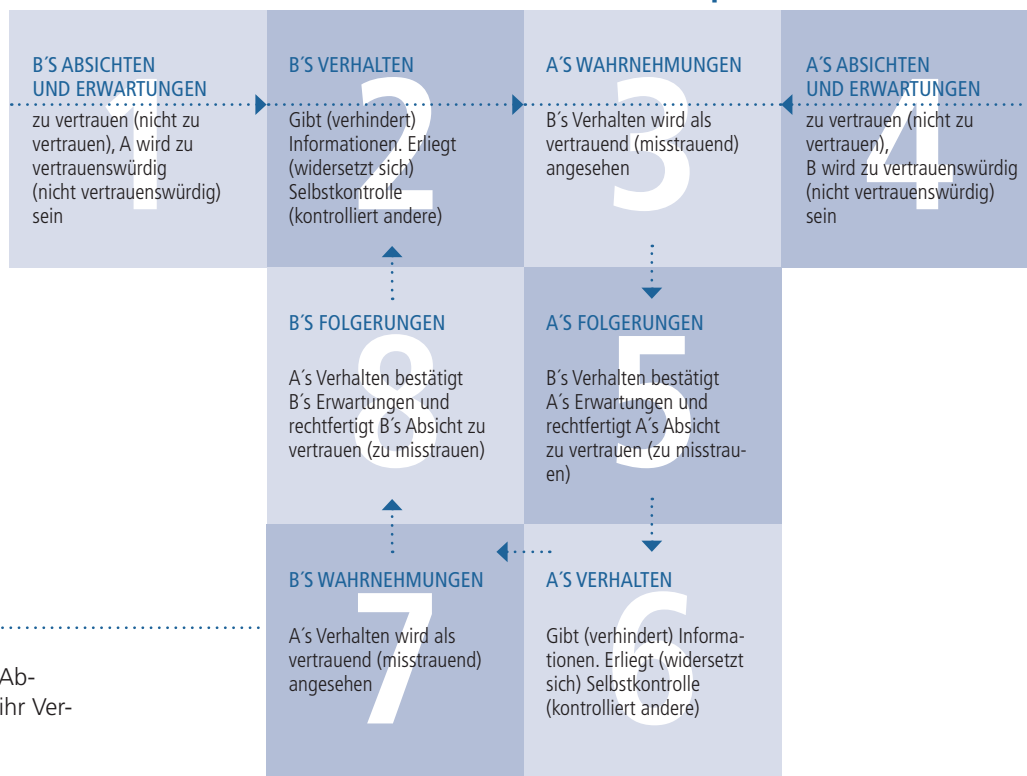 B´S ABSICHTEN
UND ERWARTUNGEN
1
zu vertrauen (nicht zu
vertrauen), A wird zu
vertrauenswürdig
(nicht vertrauenswürdig)
sein
B´S VERHALTEN
2
Gibt (verhindert)
Informationen. Erliegt
(widersetzt sich)
Selbstkontrolle
(kontrolliert andere)
A´S WAHRNEHMUNGEN
3
B´s Verhalten wird als
vertrauend (misstrauend)
angesehen
A´S ABSICHTEN
UND ERWARTUNGEN
4
zu vertrauen (nicht zu
vertrauen),
B wird zu vertrauenswürdig
(nicht vertrauenswürdig)
sein
B´S FOLGERUNGEN
8
A´s Verhalten bestätigt
B´s Erwartungen und
rechtfertigt B´s Absicht zu
vertrauen (zu misstrauen)
A´S FOLGERUNGEN
5
B´s Verhalten bestätigt
A´s Erwartungen und
rechtfertigt A´s Absicht
zu vertrauen (zu misstrau-
en)
B´S WAHRNEHMUNGEN
7
A´s Verhalten wird als
vertrauend (misstrauend)
angesehen
A´S VERHALTEN
6
Gibt (verhindert) Informa-
tionen. Erliegt (widersetzt
sich) Selbstkontrolle
(kontrolliert andere)
Ab-
ihr Ver-